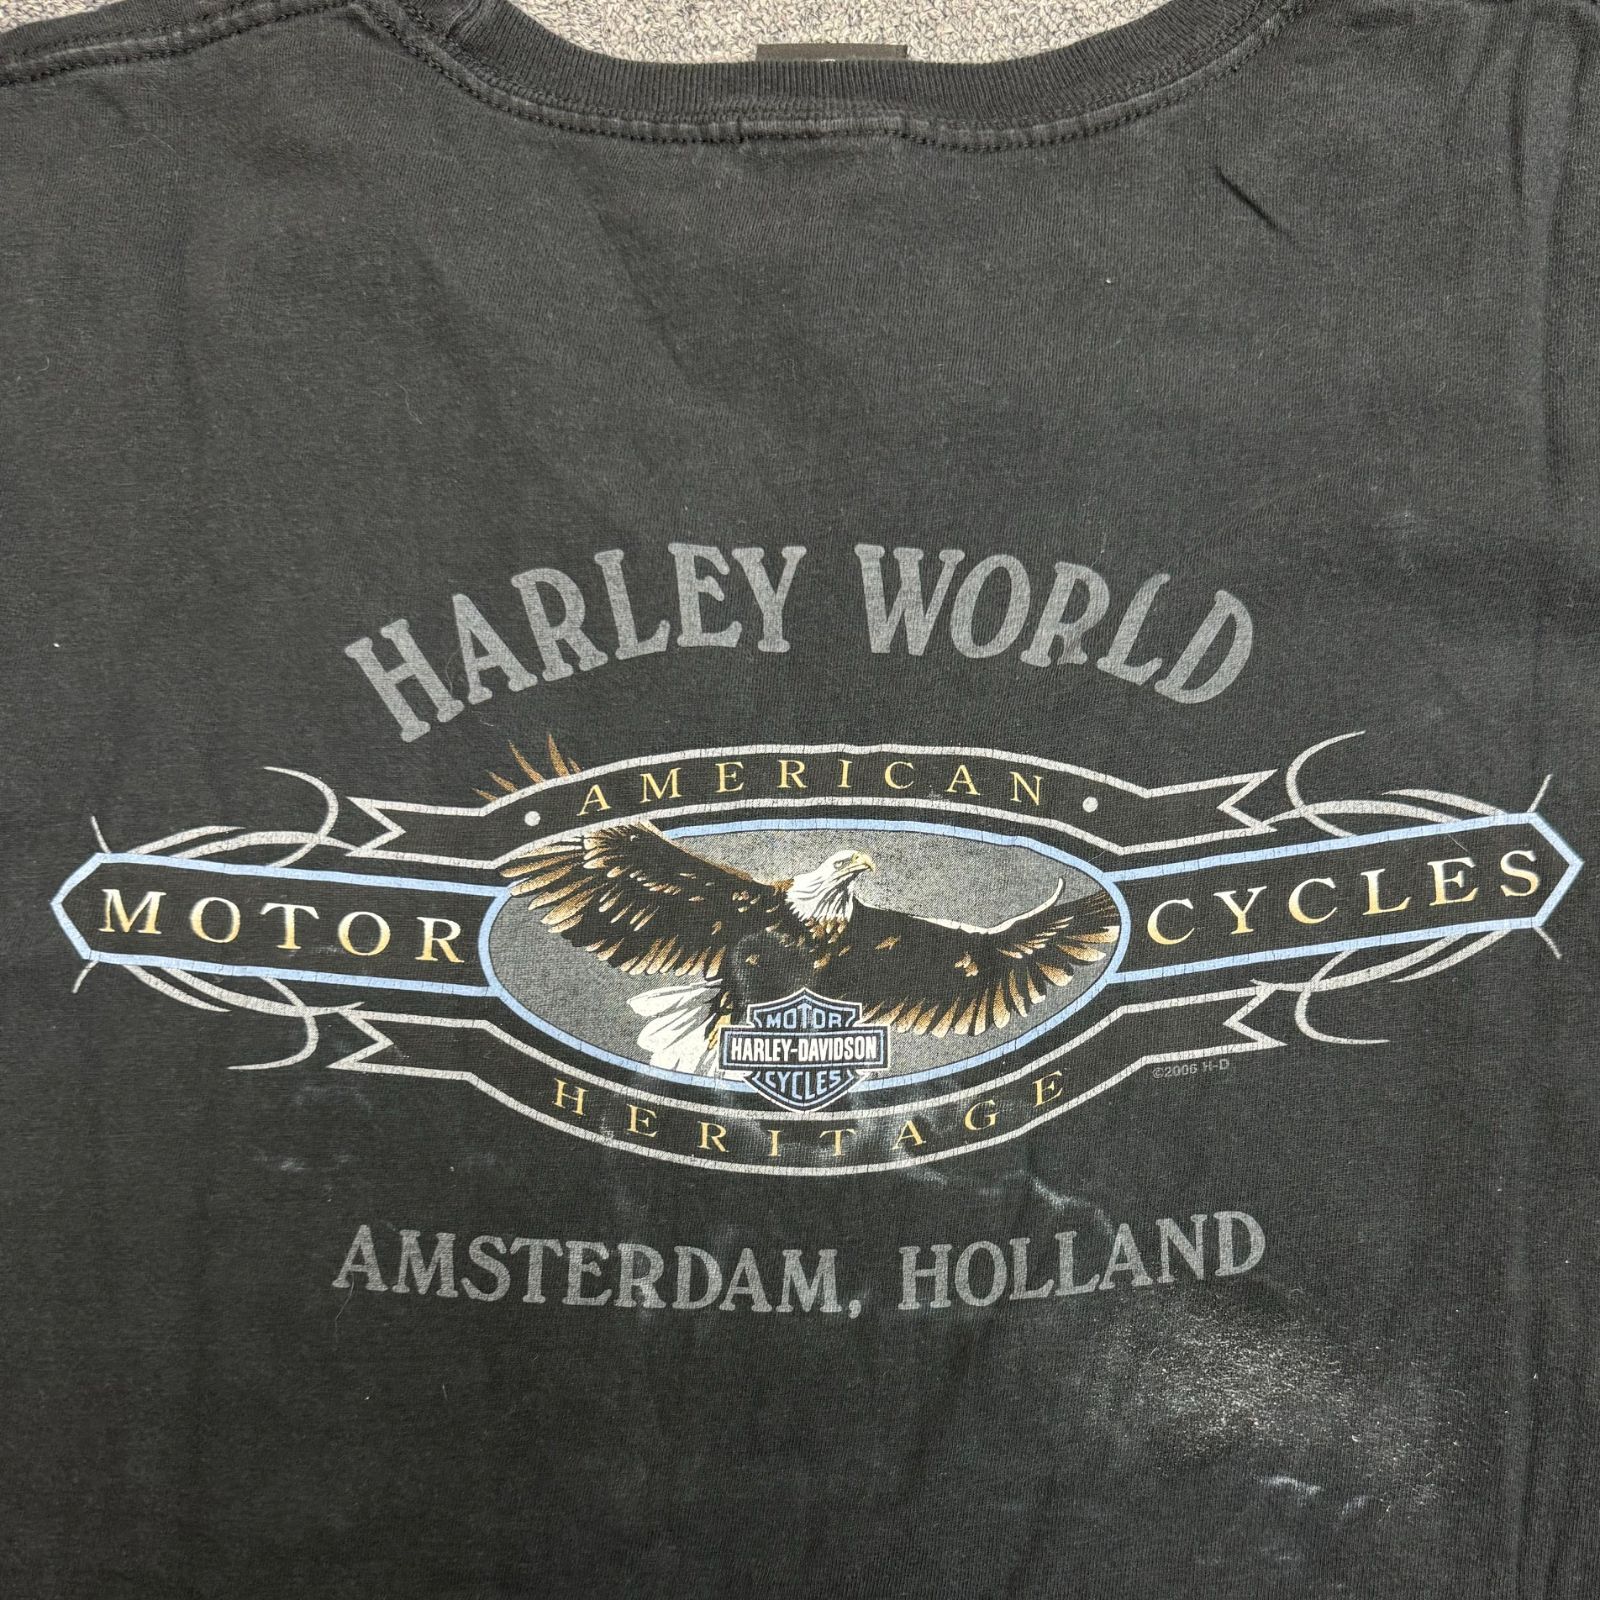 HARLEY WORLD
AMERICAN
MOTOR CYCLES
MOTOR
HARLEY-DAVIDSON
CYCLES
©2006 H-D
HERITAGE
AMSTERDAM, HOLLAND